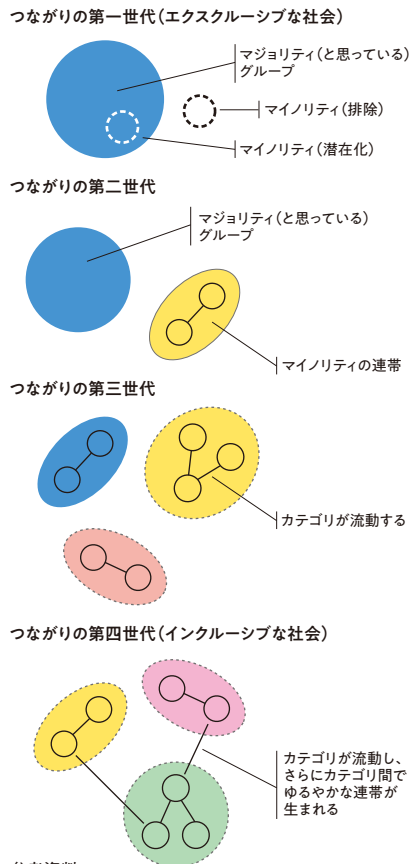 つながりの第一世代（エクスクルーシブな社会）
マジョリティ（と思っている）
グループ
マイノリティ（排除）
マイノリティ（潜在化）
つながりの第二世代
マジョリティ（と思っている）
グループ
マイノリティの連帯
つながりの第三世代
カテゴリが流動する
つながりの第四世代（インクルーシブな社会）
カテゴリが流動し、
さらにカテゴリ間で
ゆるやかな連帯が
生まれる